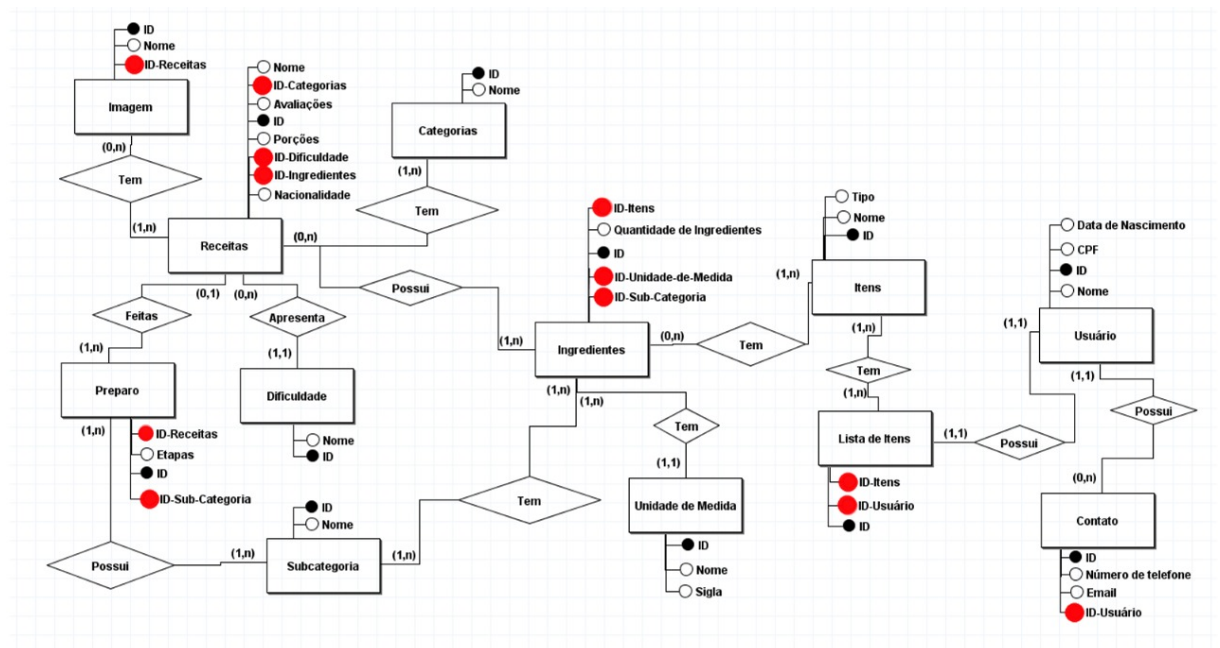 ID
Nome
ID-Receitas
Imagem
(0,n)
Tem
(1,n)
Nome
ID-Categorias
Avaliações
ID
Porções
ID-Dificuldade
ID-Ingredientes
Nacionalidade
Receitas
(0,n)
ID
Nome
Categorias
(1,n)
Tem
Possui
(1,n)
(0,1)
(0,n)
Feitas
Apresenta
(1,n)
(1,1)
Preparo
Dificuldade
(1,n)
ID-Receitas
Etapas
ID
ID-Sub-Categoria
Nome
ID
Possui
(1,n)
ID
Nome
Subcategoria
(1,n)
Tem
ID-Itens
Quantidade de Ingredientes
ID
ID-Unidade-de-Medida
ID-Sub-Categoria
Ingredientes
(0,n)
Tem
(1,n)
(1,n)
(1,n)
Tem
(1,1)
Unidade de Medida
ID
Nome
Sigla
Tipo
Nome
ID
Itens
(1,n)
Tem
(1,n)
Lista de Itens
(1,1)
ID-Itens
ID-Usuário
ID
Possui
(1,1)
Data de Nascimento
CPF
ID
Nome
Usuário
(1,1)
Possui
(0,n)
Contato
ID
Número de telefone
Email
ID-Usuário